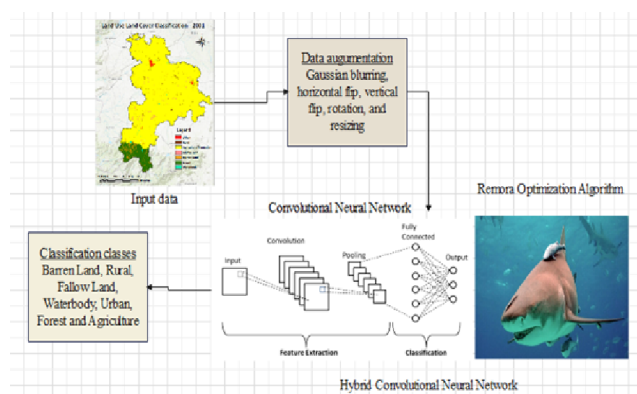 Land Use Land Cover Classification - 2001
Legend
Input data
Data augumentation
Gaussian blurring,
horizontal flip, vertical
flip, rotation, and
resizing
Remora Optimization Algorithm
Convolutional Neural Network
Input
Convolution
Pooling
Fully
Connected
Output
Feature Extraction
Classification
Hybrid Convolutional Neural Network
Classification classes
Barren Land, Rural,
Fallow Land,
Waterbody, Urban,
Forest and Agriculture